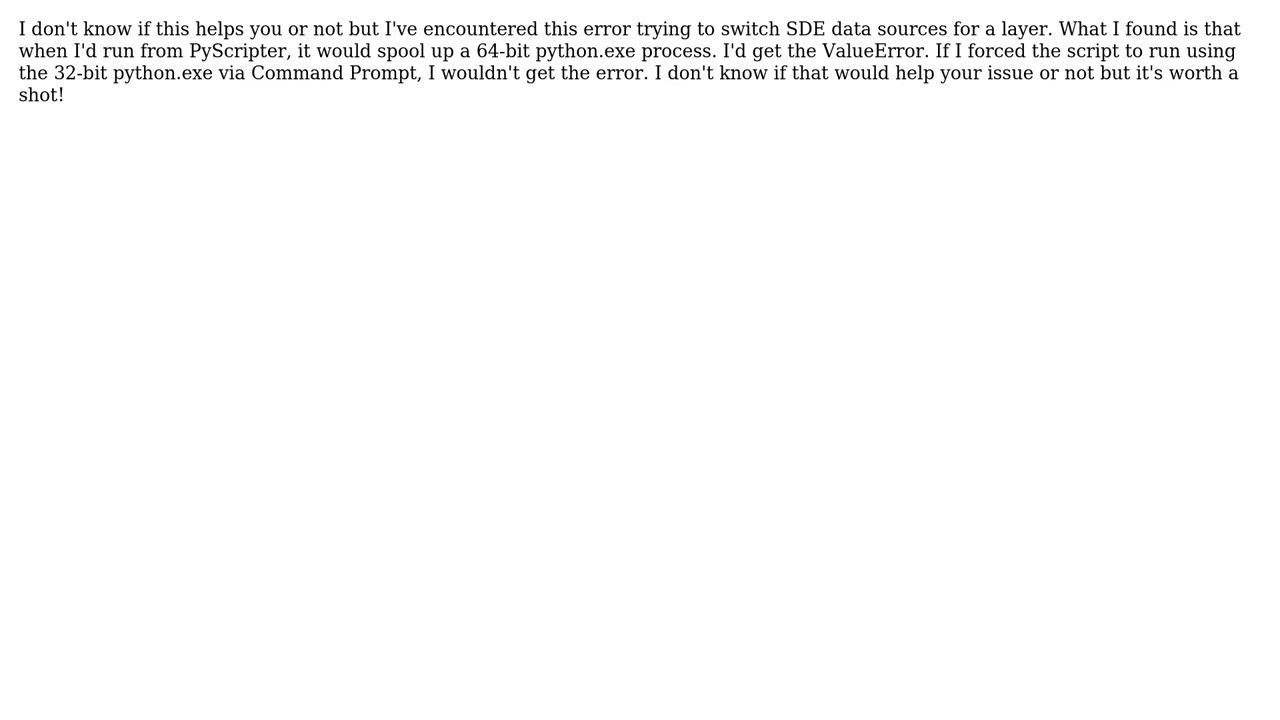 I don't know if this helps you or not but I've encountered this error trying to switch SDE data sources for a layer. What I found is that
when I'd run from PyScripter, it would spool up a 64-bit python.exe process. I'd get the ValueError. If I forced the script to run using
the 32-bit python.exe via Command Prompt, I wouldn't get the error. I don't know if that would help your issue or not but it's worth a
shot!